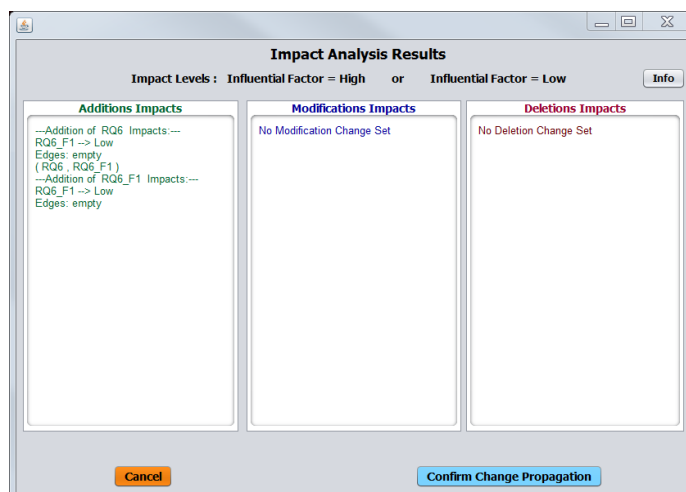 Impact Analysis Results
Impact Levels : Influential Factor = High or Influential Factor = Low
Info
Additions Impacts
---Addition of RQ6 Impacts:---
RQ6_F1 --> Low
Edges: empty
( RQ6 , RQ6_F1 )
---Addition of RQ6_F1 Impacts:---
RQ6_F1 --> Low
Edges: empty
Modifications Impacts
No Modification Change Set
Deletions Impacts
No Deletion Change Set
Cancel
Confirm Change Propagation